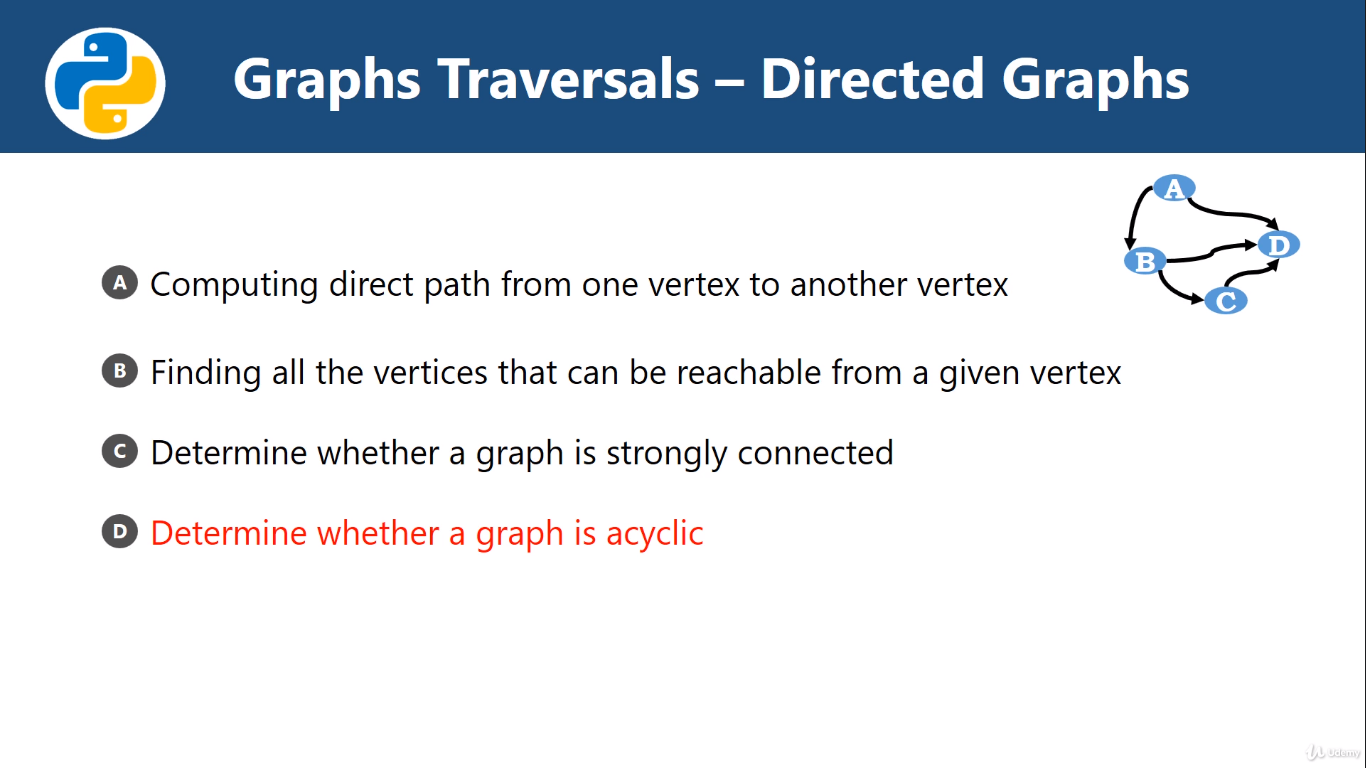 Graphs Traversals – Directed Graphs
A
D
B
C
A Computing direct path from one vertex to another vertex
B Finding all the vertices that can be reachable from a given vertex
C Determine whether a graph is strongly connected
D Determine whether a graph is acyclic
Udemy